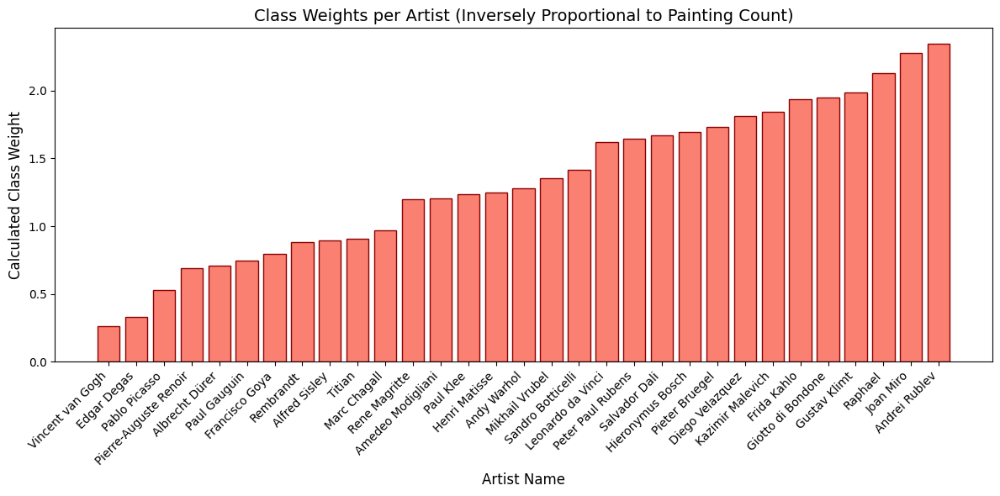 Class Weights per Artist (Inversely Proportional to Painting Count)
Calculated Class Weight
2.0
1.5
1.0
0.5
0.0
Vincent van Gogh
Edgar Degas
Pablo Picasso
Pierre-Auguste Renoir
Albrecht Dürer
Paul Gauguin
Francisco Goya
Rembrandt
Alfred Sisley
Titian
Marc Chagall
Rene Magritte
Amedeo Modigliani
Paul Klee
Henri Matisse
Andy Warhol
Mikhail Vrubel
Sandro Botticelli
Leonardo da Vinci
Peter Paul Rubens
Salvador Dali
Hieronymus Bosch
Pieter Bruegel
Diego Velazquez
Kazimir Malevich
Frida Kahlo
Giotto di Bondone
Gustav Klimt
Raphael
Joan Miro
Andrei Rublev
Artist Name